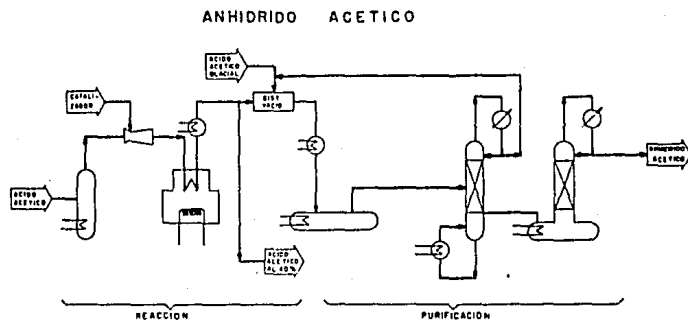 ANHIDRIDO ACETICO
ACIDO
ACETICO
GLACIAL
CATALI-
ZADOR
SIST
VACIO
ACIDO
ACETICO
ANHIDRIDO
ACETICO
ACIDO
ACETICO
AL 40%
REACCION
PURIFICACION